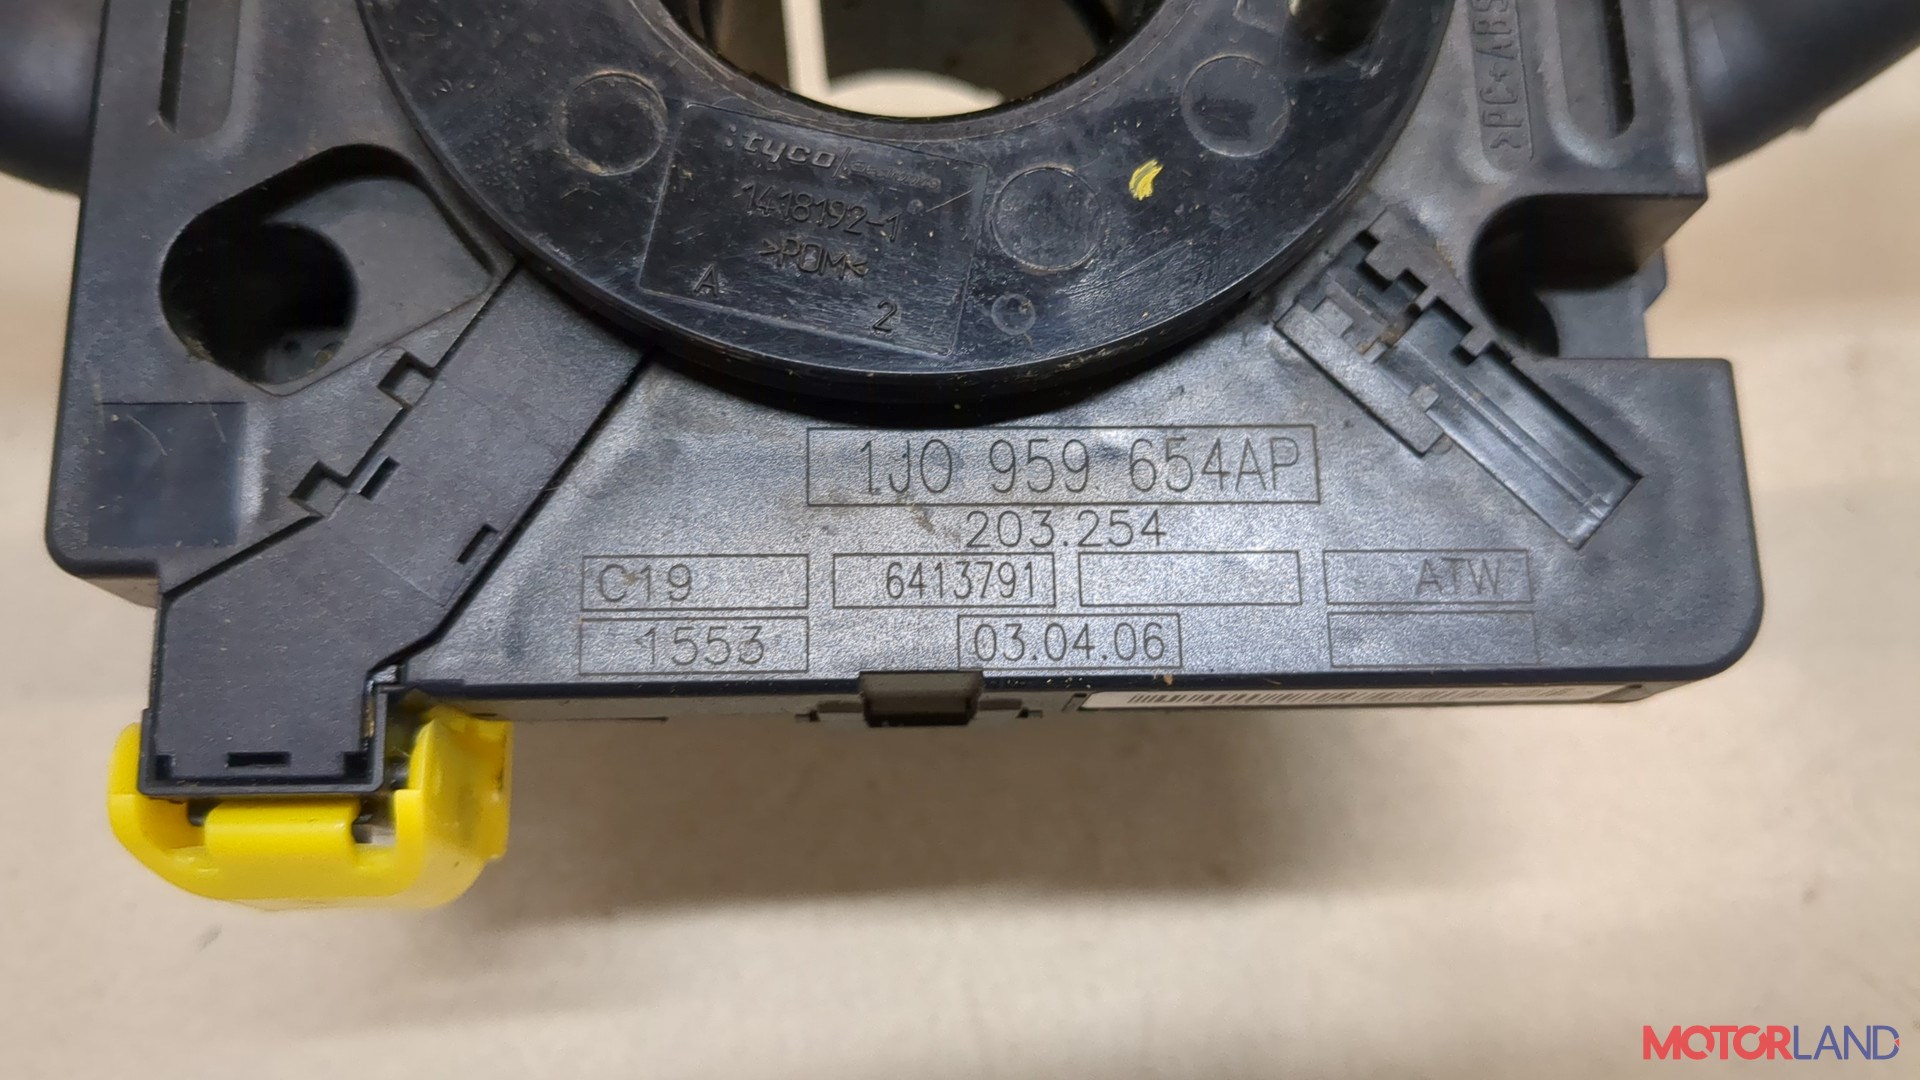 >PC+ABS
tyco
1418192-1
>POM<
A 2
1J0 959 654AP
203.254
C19 6413791 ATW
1553 03.04.06
MOTORLAND